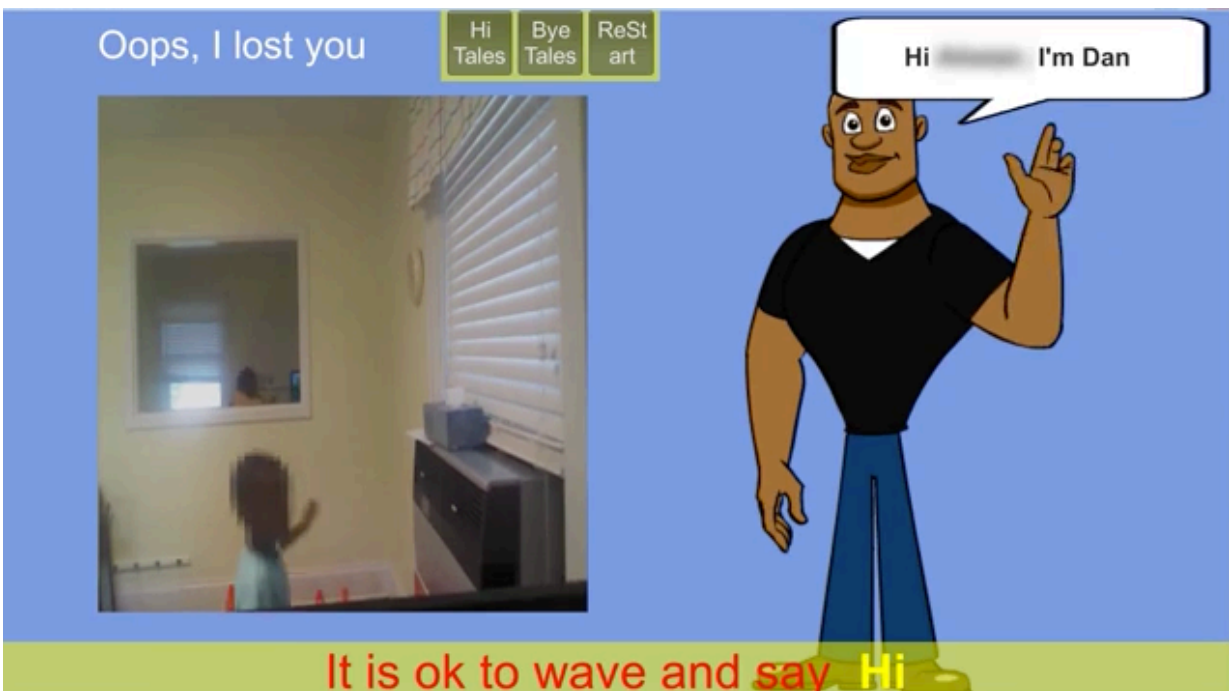 Oops, I lost you
Hi
Tales
Bye
Tales
ReSt
art
Hi I'm Dan
It is ok to wave and say Hi